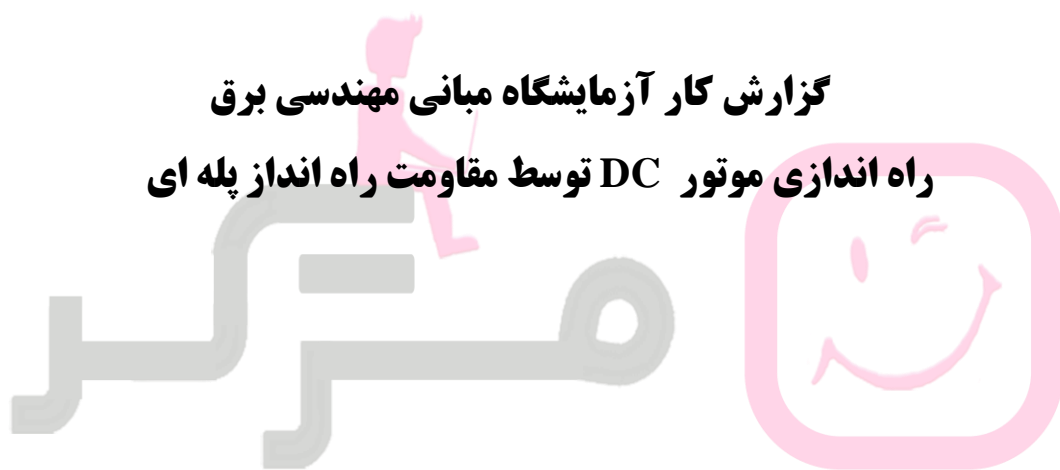 گزارش کار آزمایشگاه مبانی مهندسی برق
راه اندازی موتور DC توسط مقاومت راه انداز پله ای